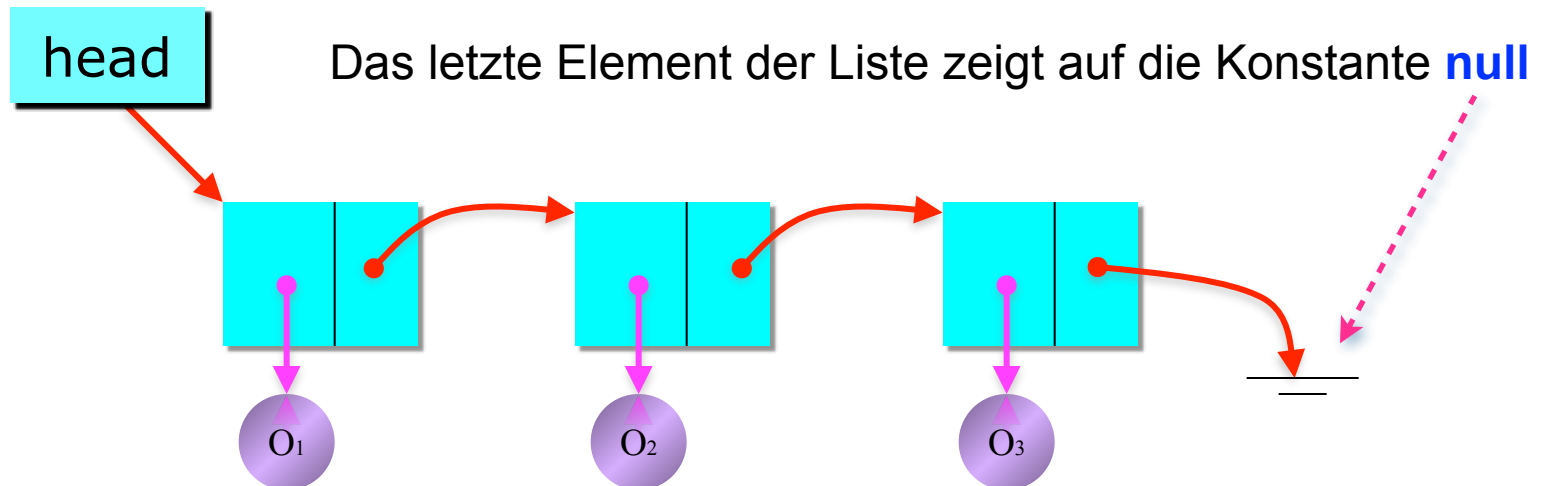 head
Das letzte Element der Liste zeigt auf die Konstante null
O1
O2
O3